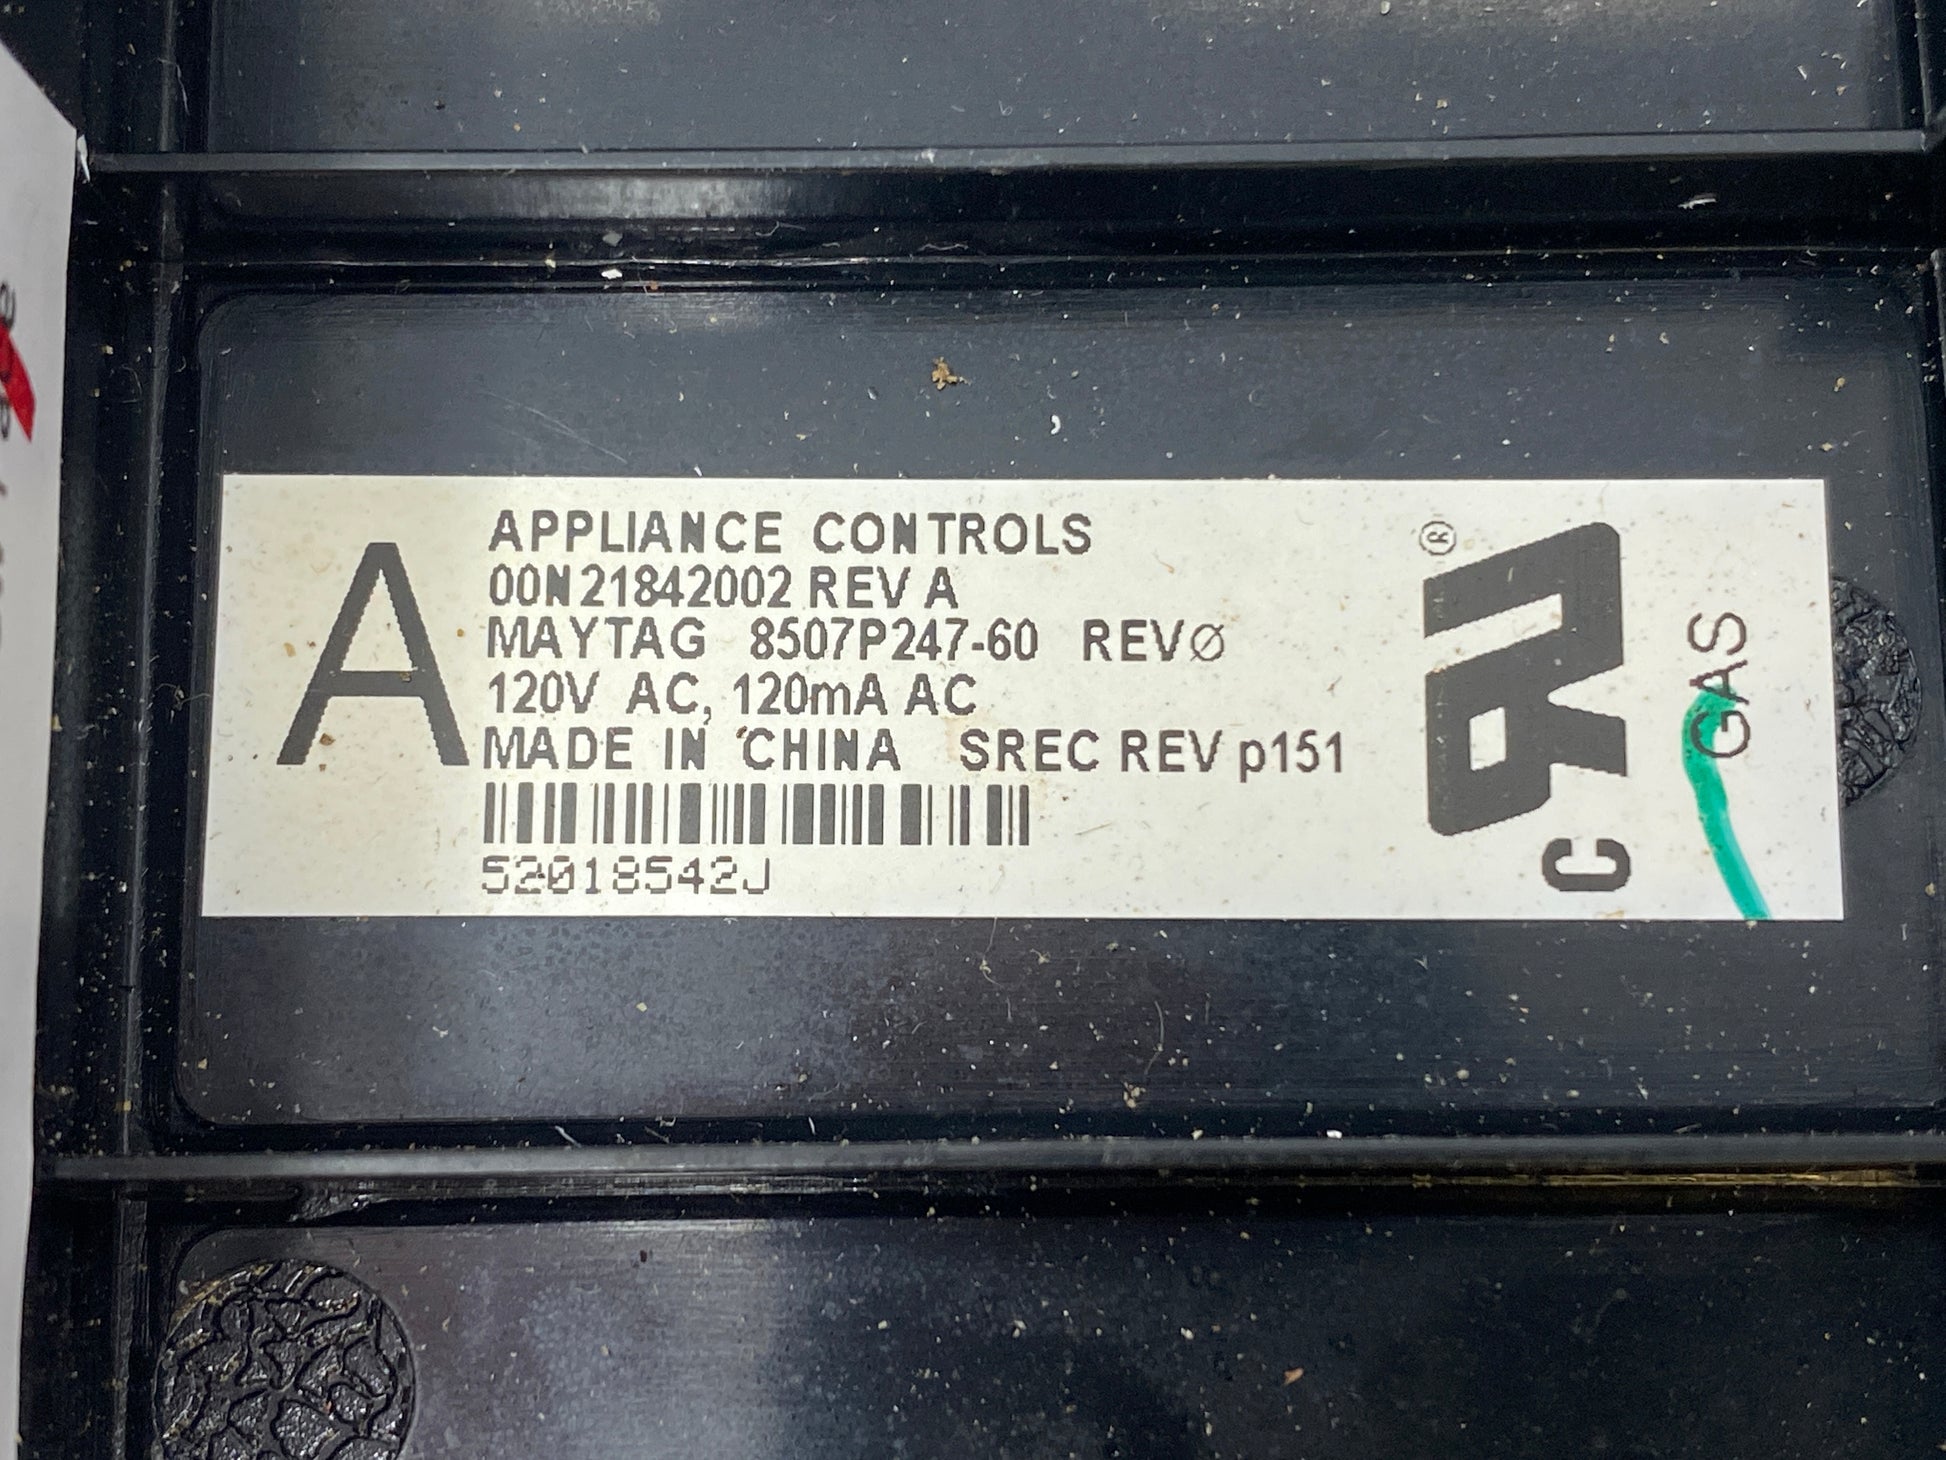 A
APPLIANCE CONTROLS
00N21842002 REV A
MAYTAG 8507P247-60 REVØ
120V AC, 120mA AC
MADE IN CHINA SREC REV p151
52018542J
®
C
GAS